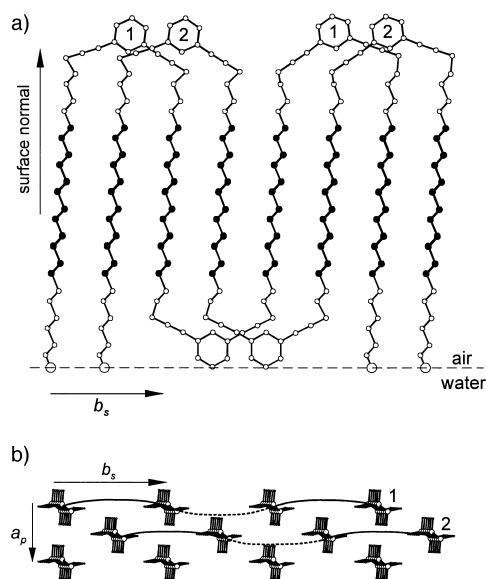 a)
1 2 1 2
surface normal
air
water
b_s
b)
b_s
1
a_p
2